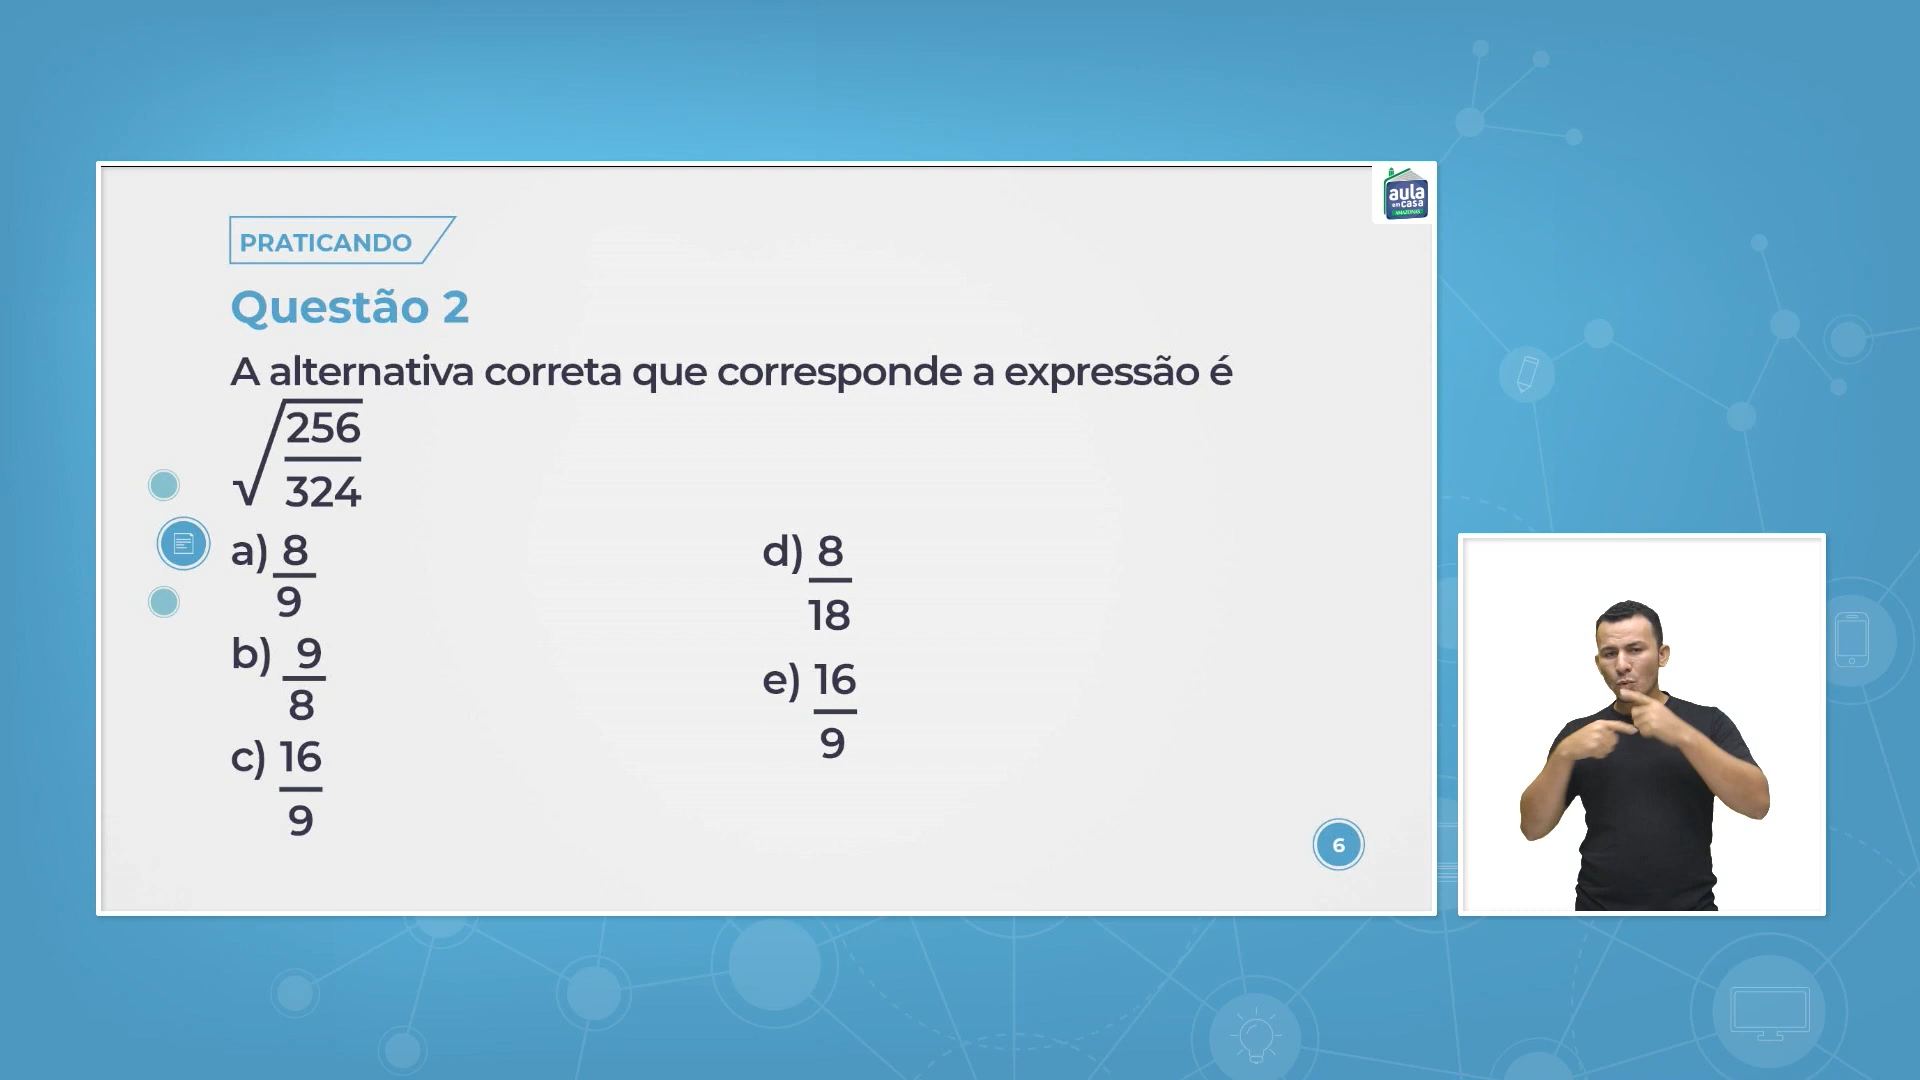 aula
em casa
AMAZONAS
PRATICANDO
Questão 2
A alternativa correta que corresponde a expressão é
√256/324
a) 8/9
b) 9/8
c) 16/9
d) 8/18
e) 16/9
6